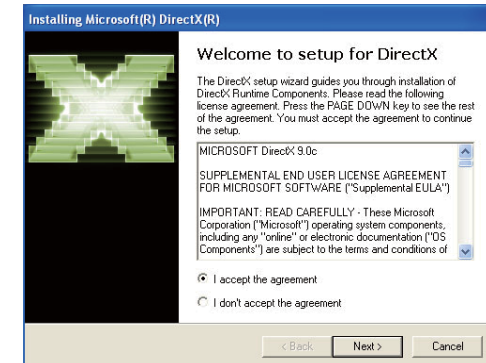 Installing Microsoft(R) DirectX(R)
Welcome to setup for DirectX
The DirectX setup wizard guides you through installation of
DirectX Runtime Components. Please read the following
license agreement. Press the PAGE DOWN key to see the rest
of the agreement. You must accept the agreement to continue
the setup.
MICROSOFT DirectX 9.0c
SUPPLEMENTAL END USER LICENSE AGREEMENT
FOR MICROSOFT SOFTWARE ("Supplemental EULA")
IMPORTANT: READ CAREFULLY - These Microsoft
Corporation ("Microsoft") operating system components,
including any "online" or electronic documentation ("OS
Components") are subject to the terms and conditions of
I accept the agreement
I don't accept the agreement
< Back Next > Cancel